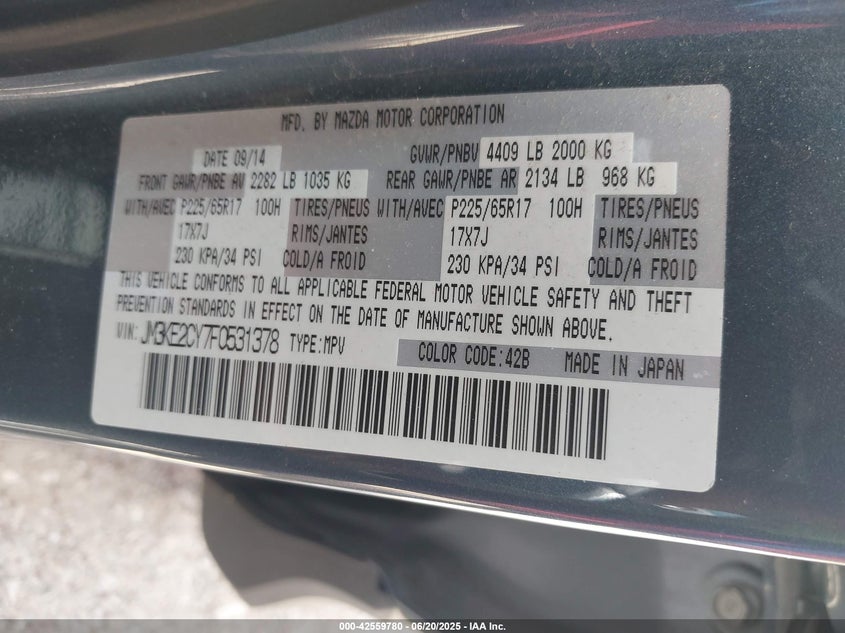 MFD. BY MAZDA MOTOR CORPORATION
DATE 09/14 GVWR/PNBV 4409 LB 2000 KG
FRONT GAWR/PNBE AV 2282 LB 1035 KG REAR GAWR/PNBE AR 2134 LB 968 KG
WITH/AVEC P225/65R17 100H TIRES/PNEUS WITH/AVEC P225/65R17 100H TIRES/PNEUS
17X7J RIMS/JANTES 17X7J RIMS/JANTES
230 KPA/34 PSI COLD/A FROID 230 KPA/34 PSI COLD/A FROID
THIS VEHICLE CONFORMS TO ALL APPLICABLE FEDERAL MOTOR VEHICLE SAFETY AND THEFT
PREVENTION STANDARDS IN EFFECT ON THE DATE OF MANUFACTURE SHOWN ABOVE.
VIN: JM3KE2CY7F0531378 TYPE:MPV COLOR CODE:42B MADE IN JAPAN
000-42559780 - 06/20/2025 - IAA Inc.